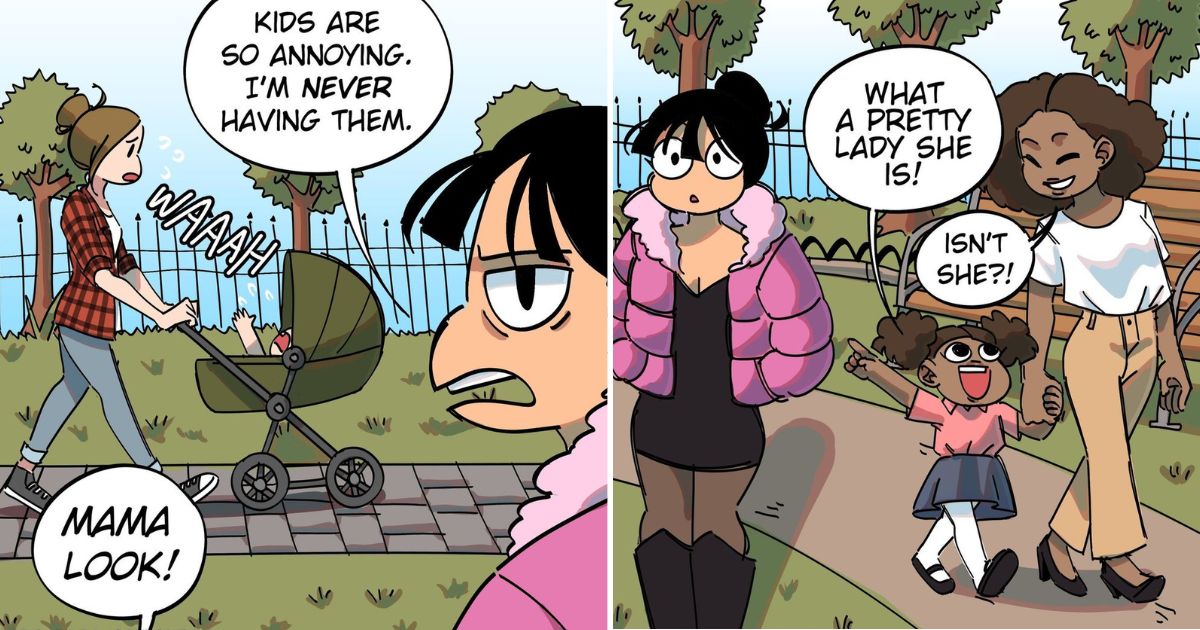 KIDS ARE
SO ANNOYING.
I'M NEVER
HAVING THEM.
WAAAH
MAMA
LOOK!
WHAT
A PRETTY
LADY SHE
IS!
ISN'T
SHE?!